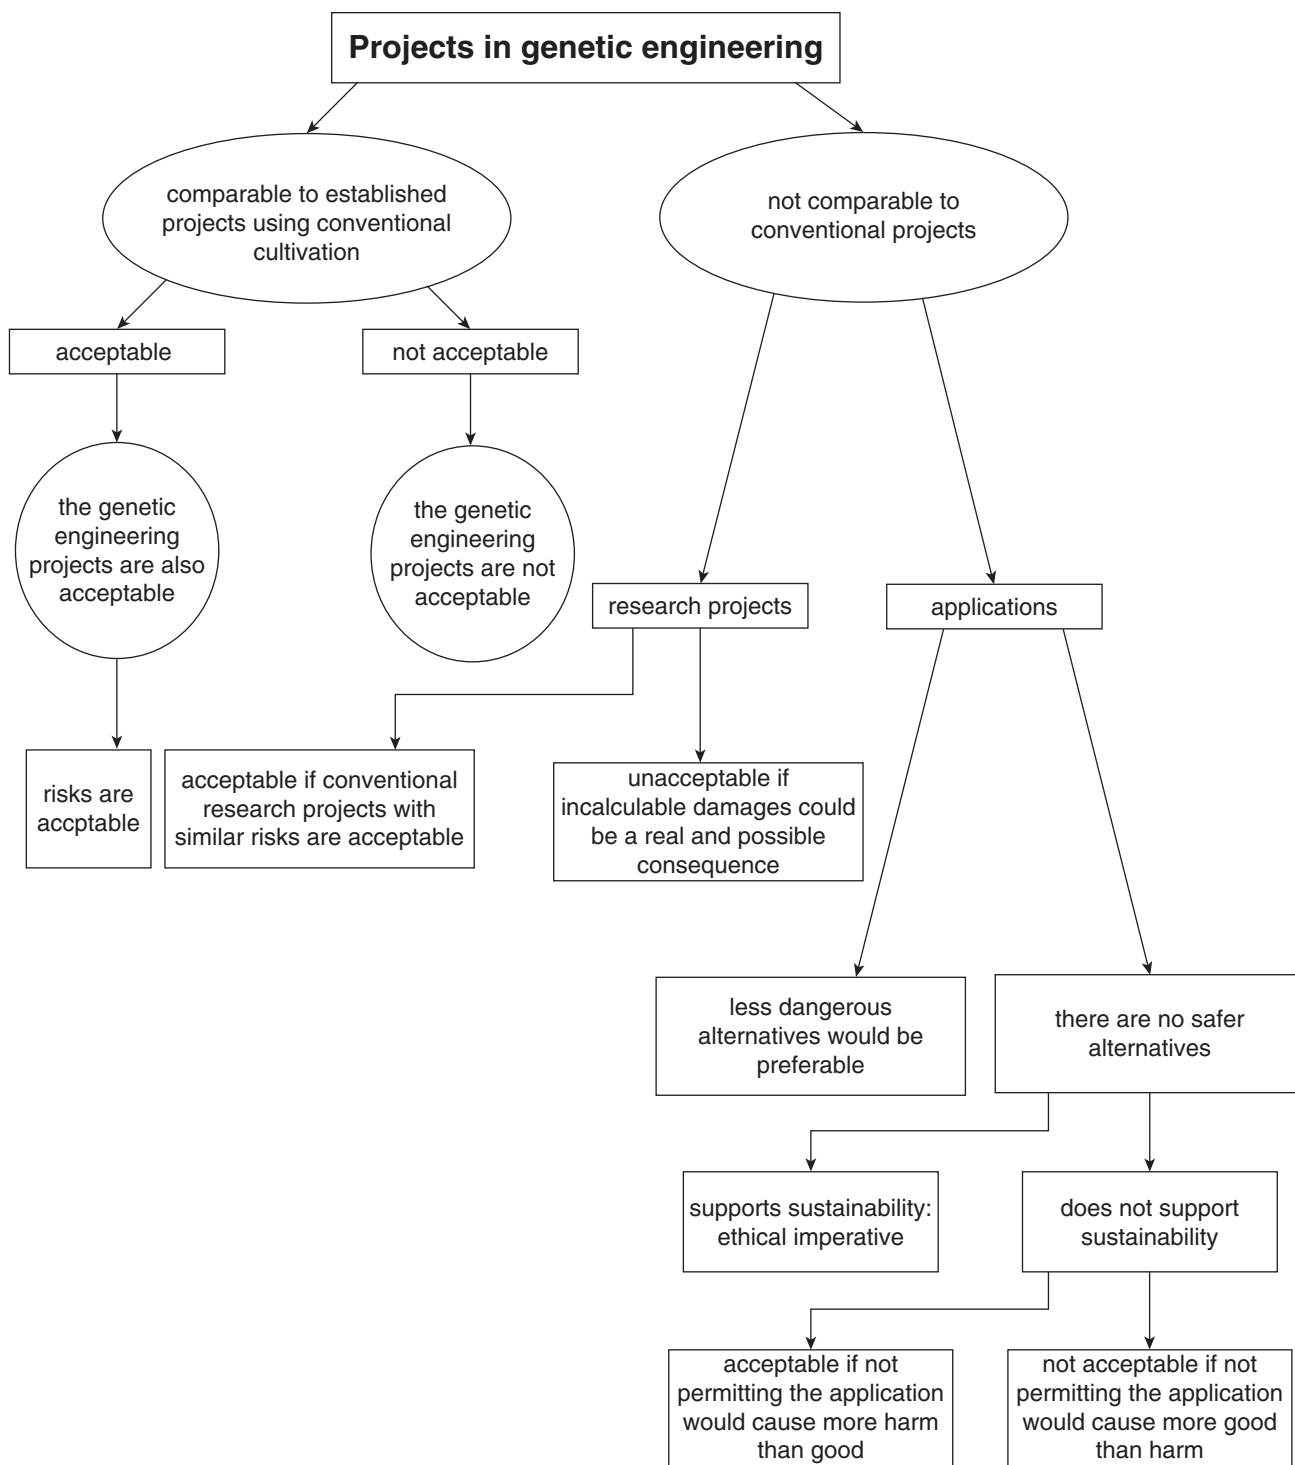 Projects in genetic engineering
comparable to established
projects using conventional
cultivation
not comparable to
conventional projects
acceptable
not acceptable
the genetic
engineering
projects are also
acceptable
the genetic
engineering
projects are not
acceptable
research projects
applications
risks are
accptable
acceptable if conventional
research projects with
similar risks are acceptable
unacceptable if
incalculable damages could
be a real and possible
consequence
less dangerous
alternatives would be
preferable
there are no safer
alternatives
supports sustainability:
ethical imperative
does not support
sustainability
acceptable if not
permitting the application
would cause more harm
than good
not acceptable if not
permitting the application
would cause more good
than harm